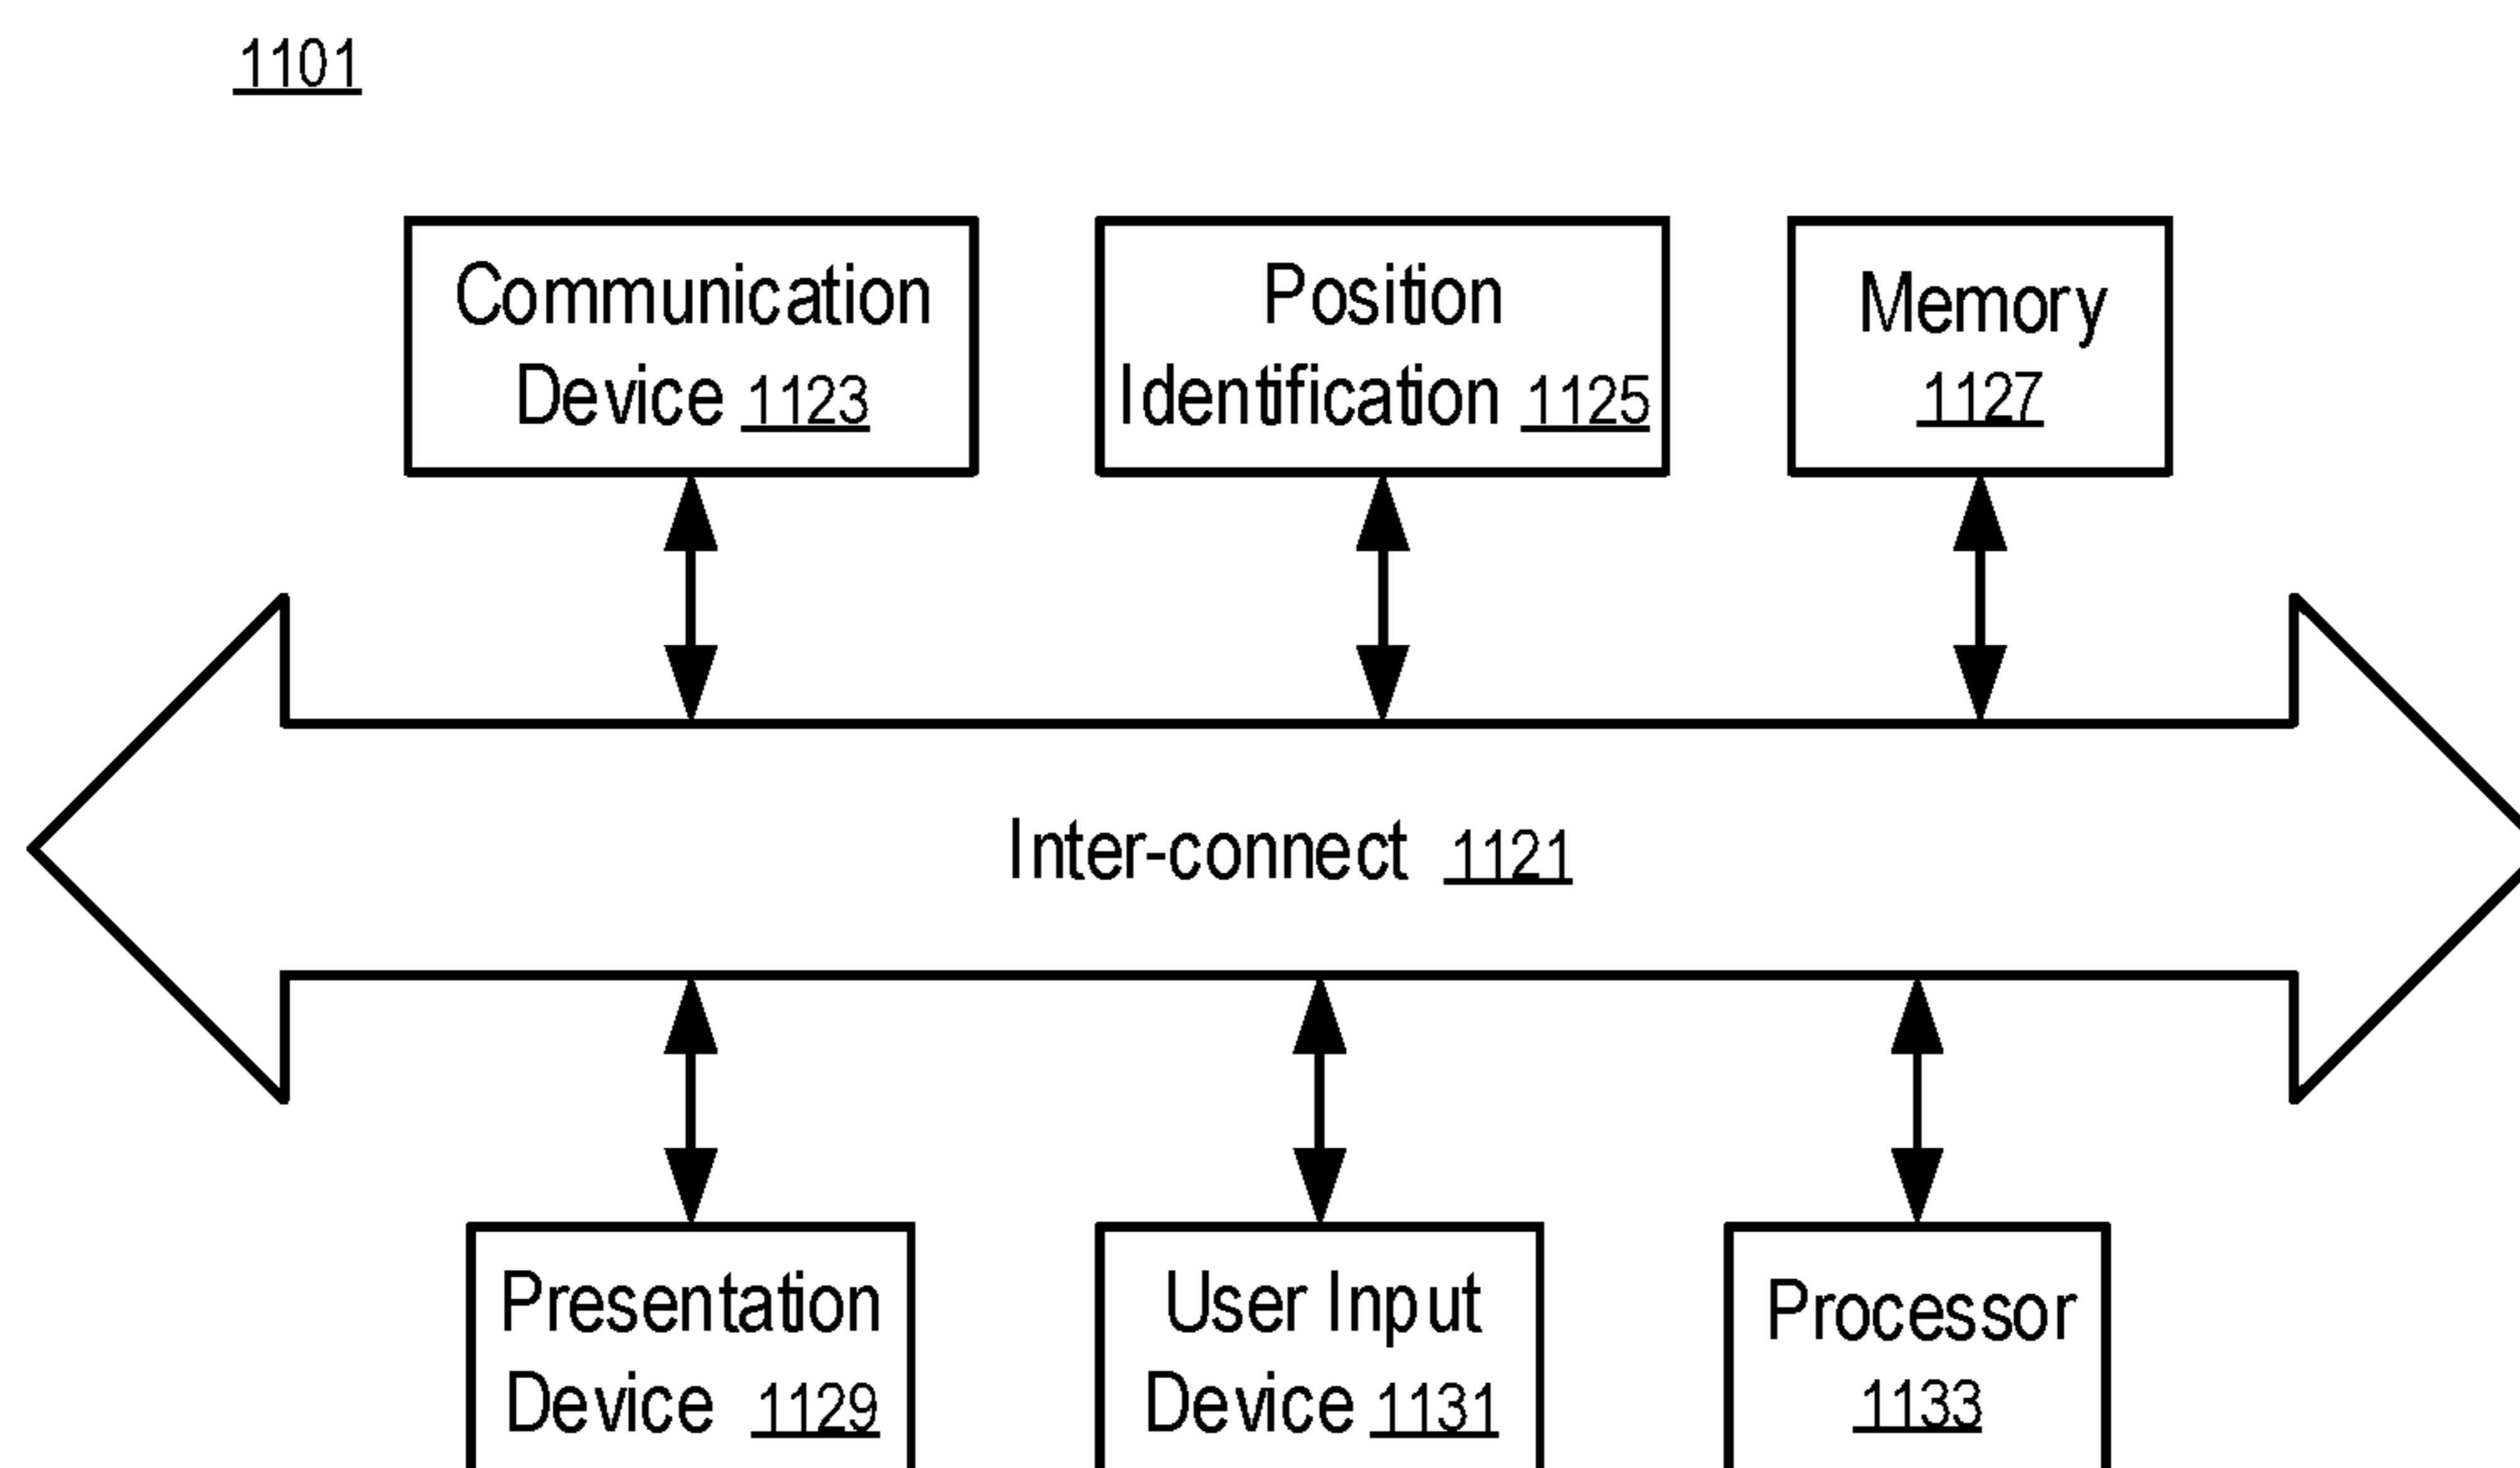 1101
Communication
Device 1123
Position
Identification 1125
Memory
1127
Inter-connect 1121
Presentation
Device 1129
User Input
Device 1131
Processor
1133